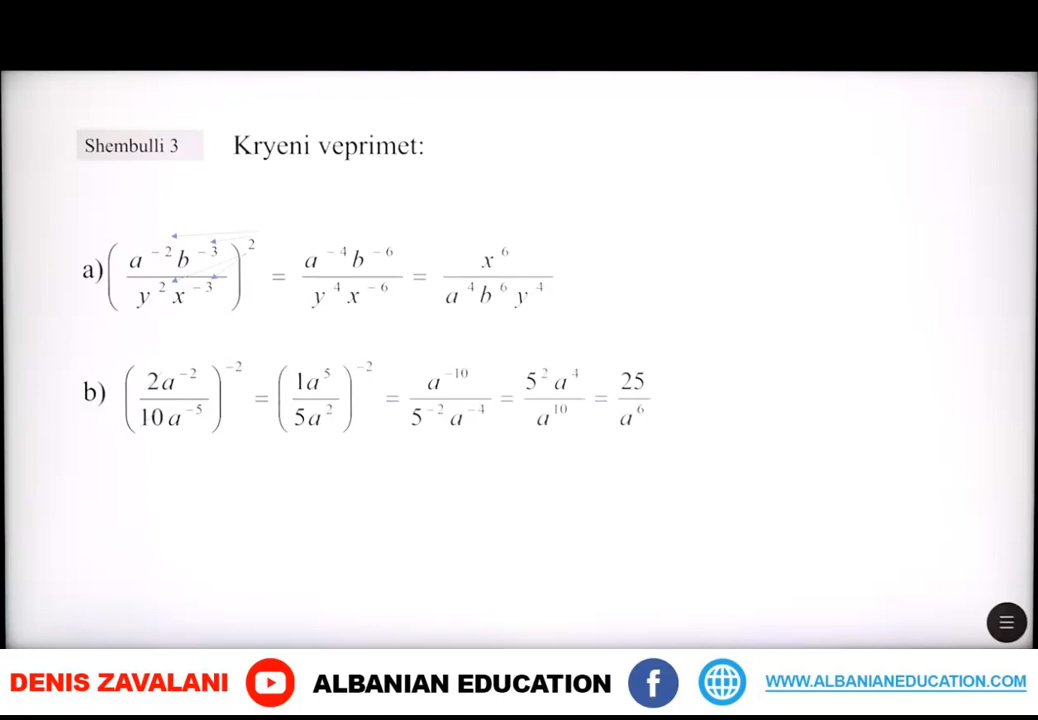 Shembulli 3 Kryeni veprimet:
a) (a⁻²b⁻³ / y²x⁻³)² = a⁻⁴b⁻⁶ / y⁴x⁻⁶ = x⁶ / a⁴b⁶y⁴
b) (2a⁻² / 10a⁻⁵)⁻² = (1a⁵ / 5a²)⁻² = a⁻¹⁰ / 5⁻²a⁻⁴ = 5²a⁴ / a¹⁰ = 25 / a⁶
DENIS ZAVALANI ALBANIAN EDUCATION f WWW.ALBANIANEDUCATION.COM